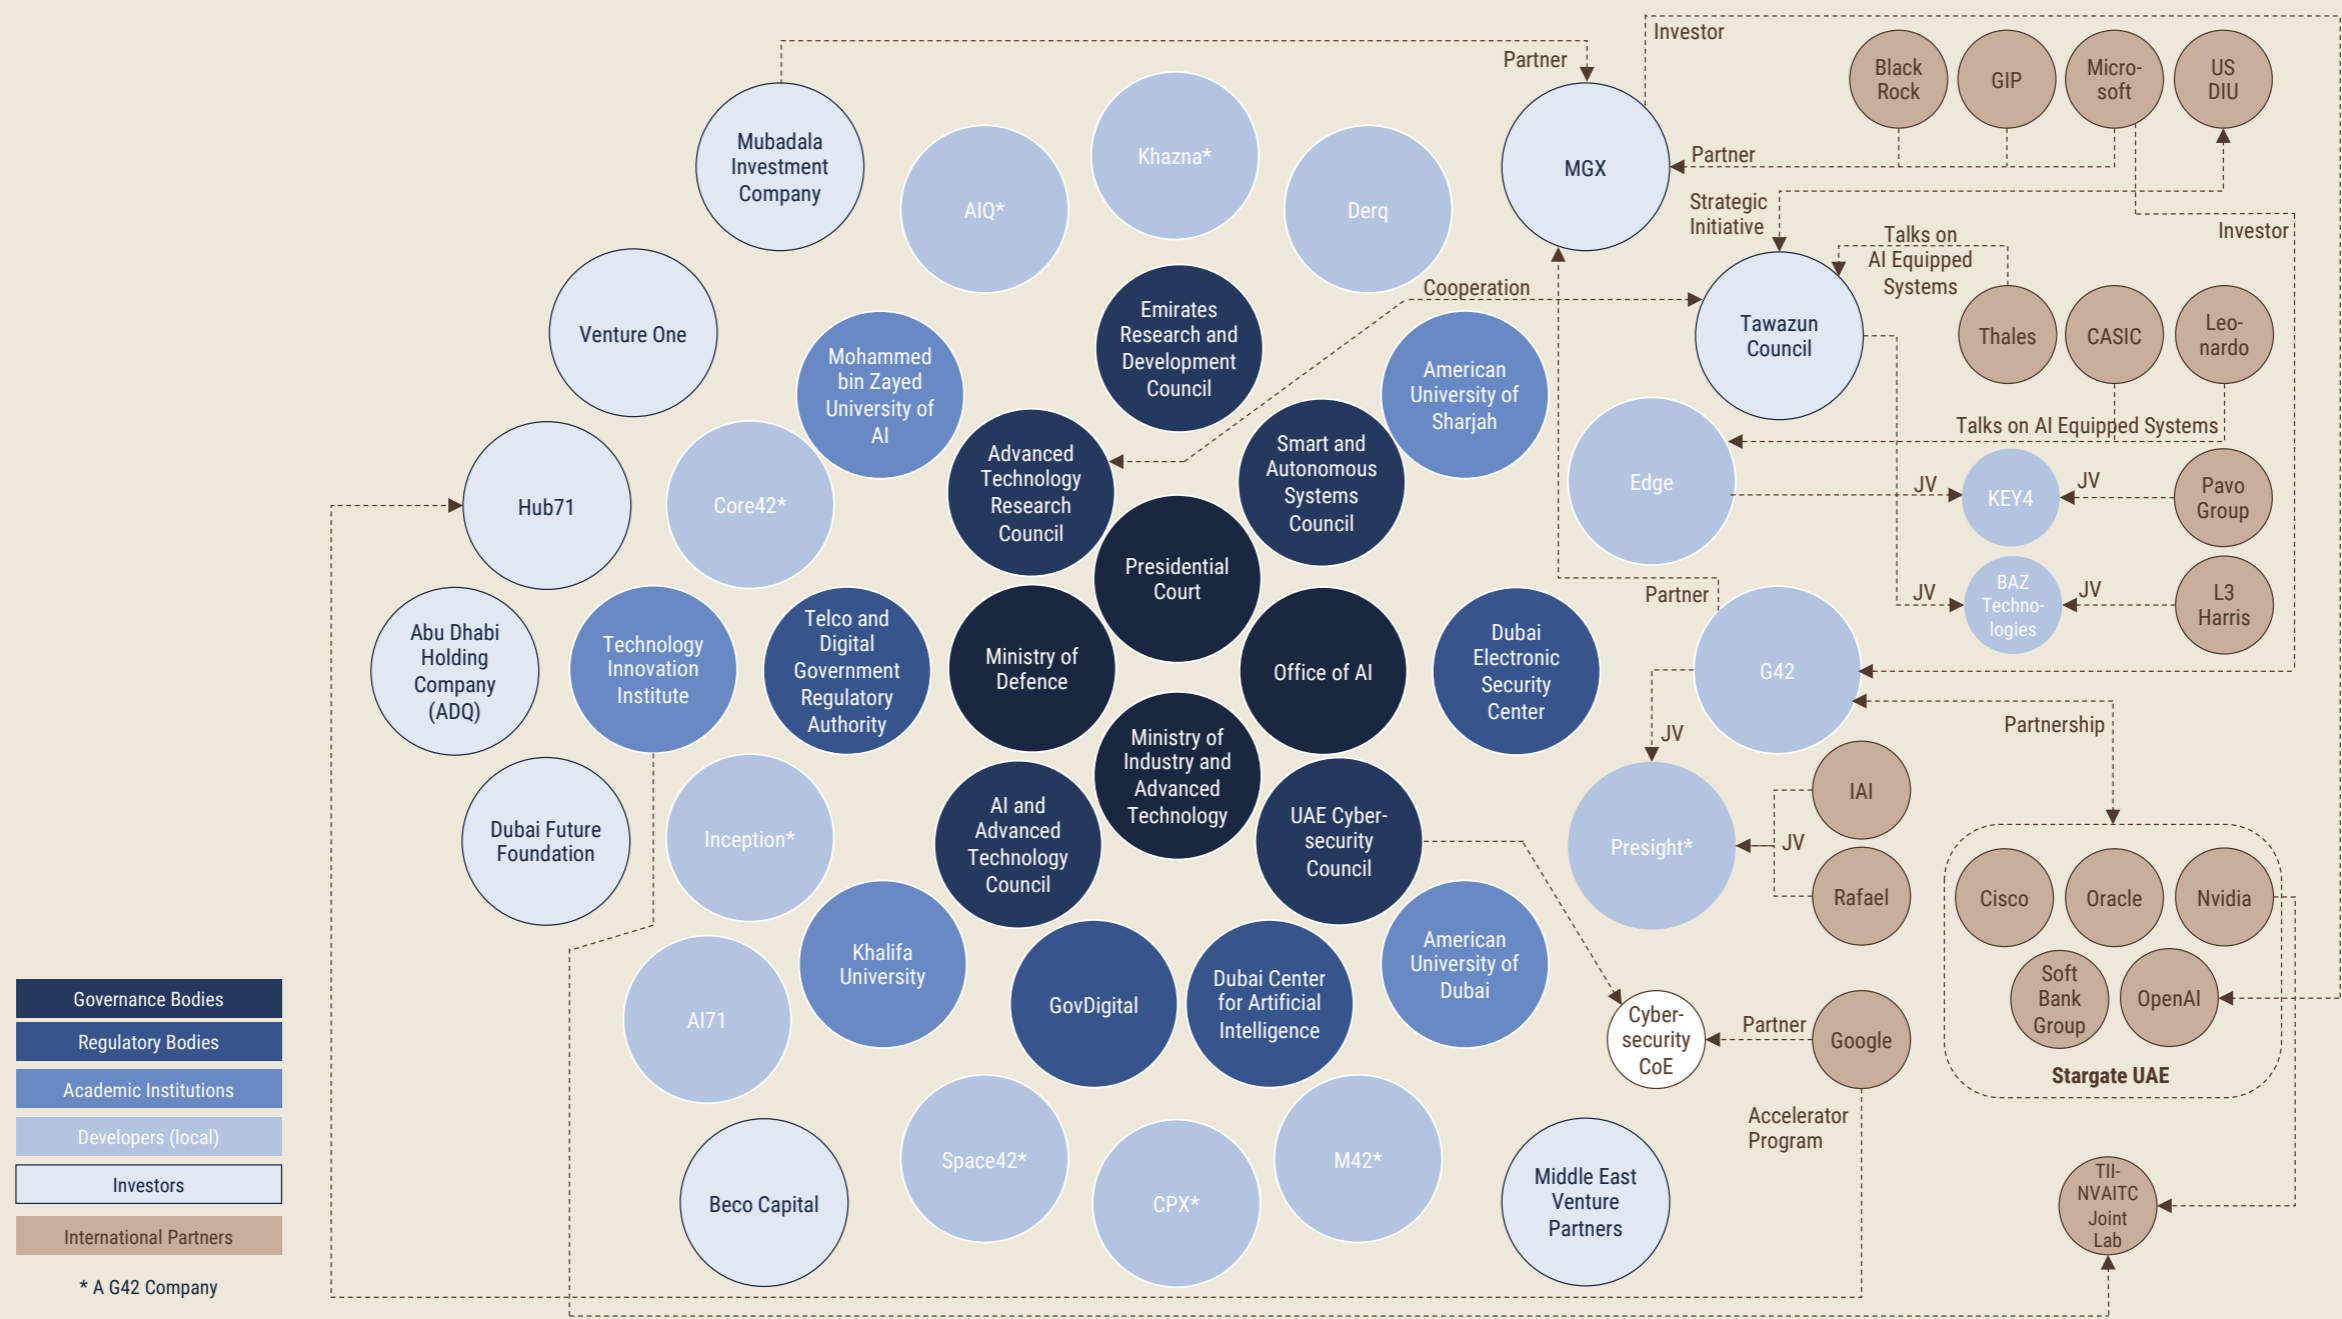 Investor
Partner
Black
Rock
GIP
Micro-
soft
US
DIU
Mubadala
Investment
Company
AIQ*
Khazna*
Derq
MGX
Partner
Strategic
Initiative
Investor
Talks on
AI Equipped
Systems
Cooperation
Venture One
Emirates
Research and
Development
Council
Tawazun
Council
Thales
CASIC
Leo-
nardo
Mohammed
bin Zayed
University of
AI
American
University of
Sharjah
Talks on AI Equipped Systems
Hub71
Core42*
Advanced
Technology
Research
Council
Smart and
Autonomous
Systems
Council
Edge
JV
KEY4
JV
Pavo
Group
Presidential
Court
Partner
JV
BAZ
Techno-
logies
JV
L3
Harris
Abu Dhabi
Holding
Company
(ADQ)
Technology
Innovation
Institute
Telco and
Digital
Government
Regulatory
Authority
Ministry of
Defence
Office of AI
Dubai
Electronic
Security
Center
G42
Partnership
JV
Ministry of
Industry and
Advanced
Technology
Dubai Future
Foundation
Inception*
AI and
Advanced
Technology
Council
UAE Cyber-
security
Council
Presight*
JV
IAI
Rafael
Cisco
Oracle
Nvidia
Soft
Bank
Group
OpenAI
Stargate UAE
AI71
Khalifa
University
GovDigital
Dubai Center
for Artificial
Intelligence
American
University of
Dubai
Cyber-
security
CoE
Partner
Google
Accelerator
Program
Beco Capital
Space42*
CPX*
M42*
Middle East
Venture
Partners
TII-
NVAITC
Joint
Lab
Governance Bodies
Regulatory Bodies
Academic Institutions
Developers (local)
Investors
International Partners
* A G42 Company